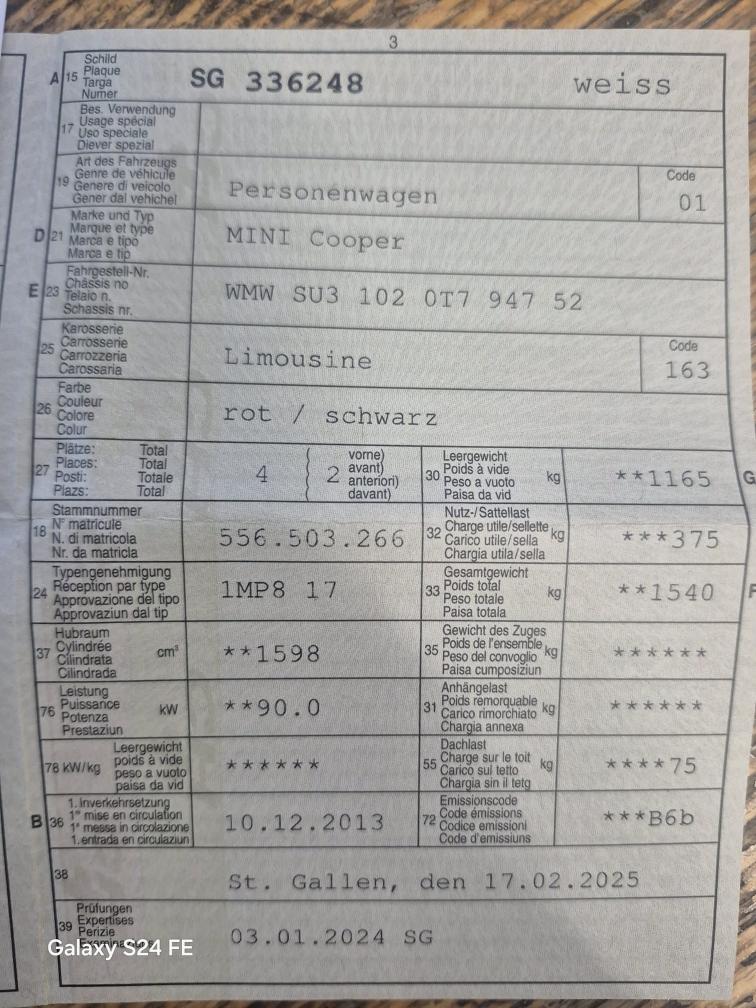 3
A 15 Schild
Plaque
Targa
Numer
SG 336248 weiss
17 Bes. Verwendung
Usage spécial
Uso speciale
Diever spezial
19 Art des Fahrzeugs
Genre de véhicule
Genere di veicolo
Gener dal vehichel
Personenwagen
Code
01
D 21 Marke und Typ
Marque et type
Marca e tipo
Marca e tip
MINI Cooper
E 23 Fahrgestell-Nr.
Châssis no
Telaio n.
Schassis nr.
WMW SU3 102 0T7 947 52
25 Karosserie
Carrosserie
Carrozzeria
Carossaria
Limousine
Code
163
26 Farbe
Couleur
Colore
Colur
rot / schwarz
27 Plätze: Total
Places: Total
Posti: Totale
Plazs: Total
4 2 vorne)
avant)
anteriori)
davant)
30 Leergewicht
Poids à vide
Peso a vuoto
Paisa da vid
kg **1165
G
18 Stammnummer
N° matricule
N. di matricola
Nr. da matricla
556.503.266
32 Nutz-/Sattellast
Charge utile/sellette
Carico utile/sella
Chargia utila/sella
kg ***375
24 Typengenehmigung
Réception par type
Approvazione del tipo
Approvaziun dal tip
1MP8 17
33 Gesamtgewicht
Poids total
Peso totale
Paisa totala
kg **1540
F
37 Hubraum
Cylindrée
Cilindrata
Cilindrada
cm³ **1598
35 Gewicht des Zuges
Poids de l'ensemble
Peso del convoglio
Paisa cumposiziun
kg ******
76 Leistung
Puissance
Potenza
Prestaziun
kW **90.0
31 Anhängelast
Poids remorquable
Carico rimorchiato
Chargia annexa
kg ******
78 kW/kg Leergewicht
poids à vide
peso a vuoto
paisa da vid
******
55 Dachlast
Charge sur le toit
Carico sul tetto
Chargia sin il tetg
kg ****75
B 36 1. Inverkehrsetzung
1re mise en circulation
1a messa in circolazione
1. entrada en circulaziun
10.12.2013
72 Emissionscode
Code émissions
Codice emissioni
Code d'emissiuns
***B6b
38
St. Gallen, den 17.02.2025
39 Prüfungen
Expertises
Perizie
03.01.2024 SG
Galaxy S24 FE